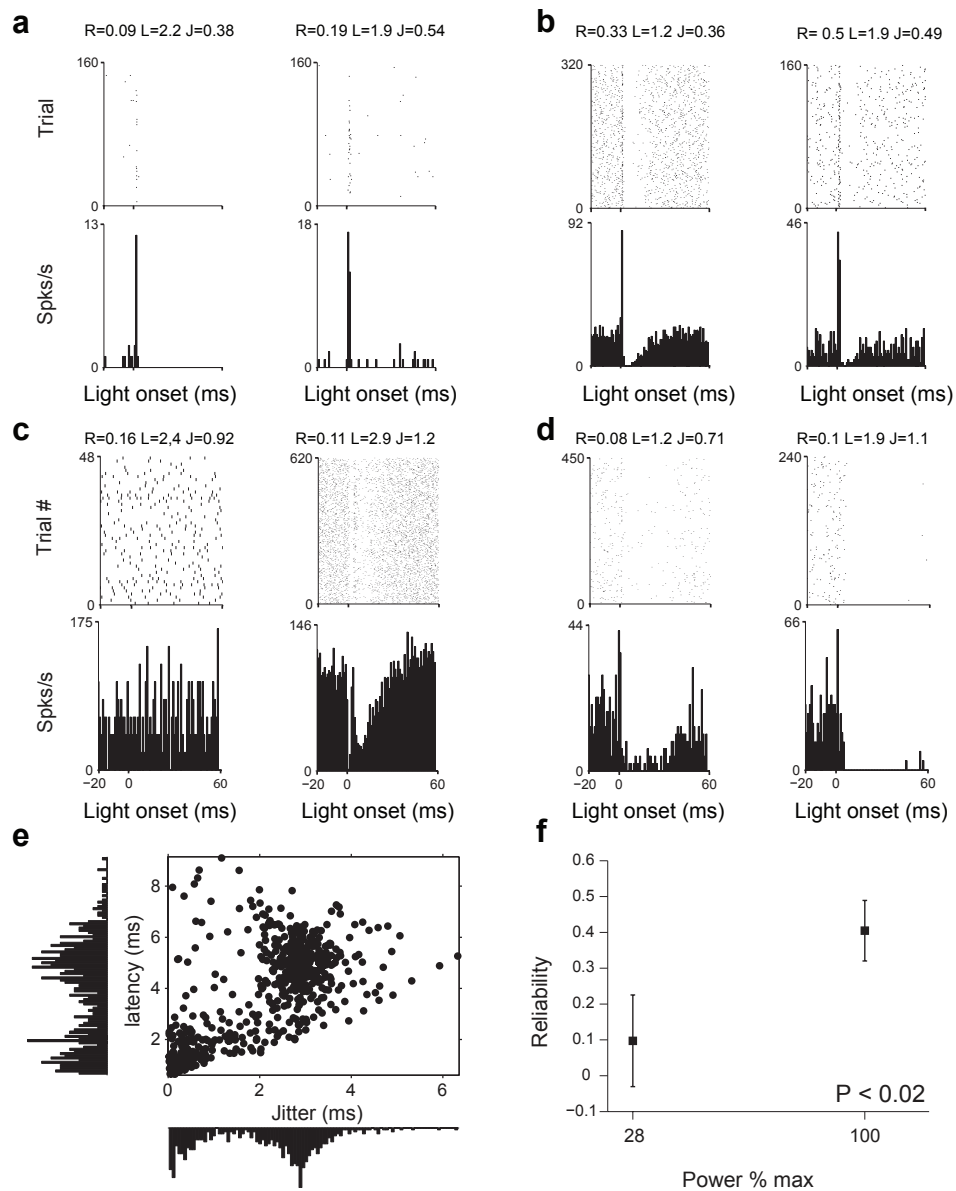 a
R=0.09 L=2.2 J=0.38
R=0.19 L=1.9 J=0.54
160
80
0
Trial
160
80
0
13
0
Spks/s
18
0
Light onset (ms)
Light onset (ms)
b
R=0.33 L=1.2 J=0.36
R= 0.5 L=1.9 J=0.49
320
0
160
80
0
92
0
46
0
Light onset (ms)
Light onset (ms)
c
R=0.16 L=2,4 J=0.92
R=0.11 L=2.9 J=1.2
48
0
Trial #
620
0
175
0
Spks/s
146
0
−20 0 60
−20 0 60
Light onset (ms)
Light onset (ms)
d
R=0.08 L=1.2 J=0.71
R=0.1 L=1.9 J=1.1
450
0
240
0
44
0
66
0
−20 0 60
−20 0 60
Light onset (ms)
Light onset (ms)
e
latency (ms)
8
6
4
2
0 2 4 6
Jitter (ms)
f
Reliability
0.6
0.5
0.4
0.3
0.2
0.1
0
−0.1
P < 0.02
28 100
Power % max